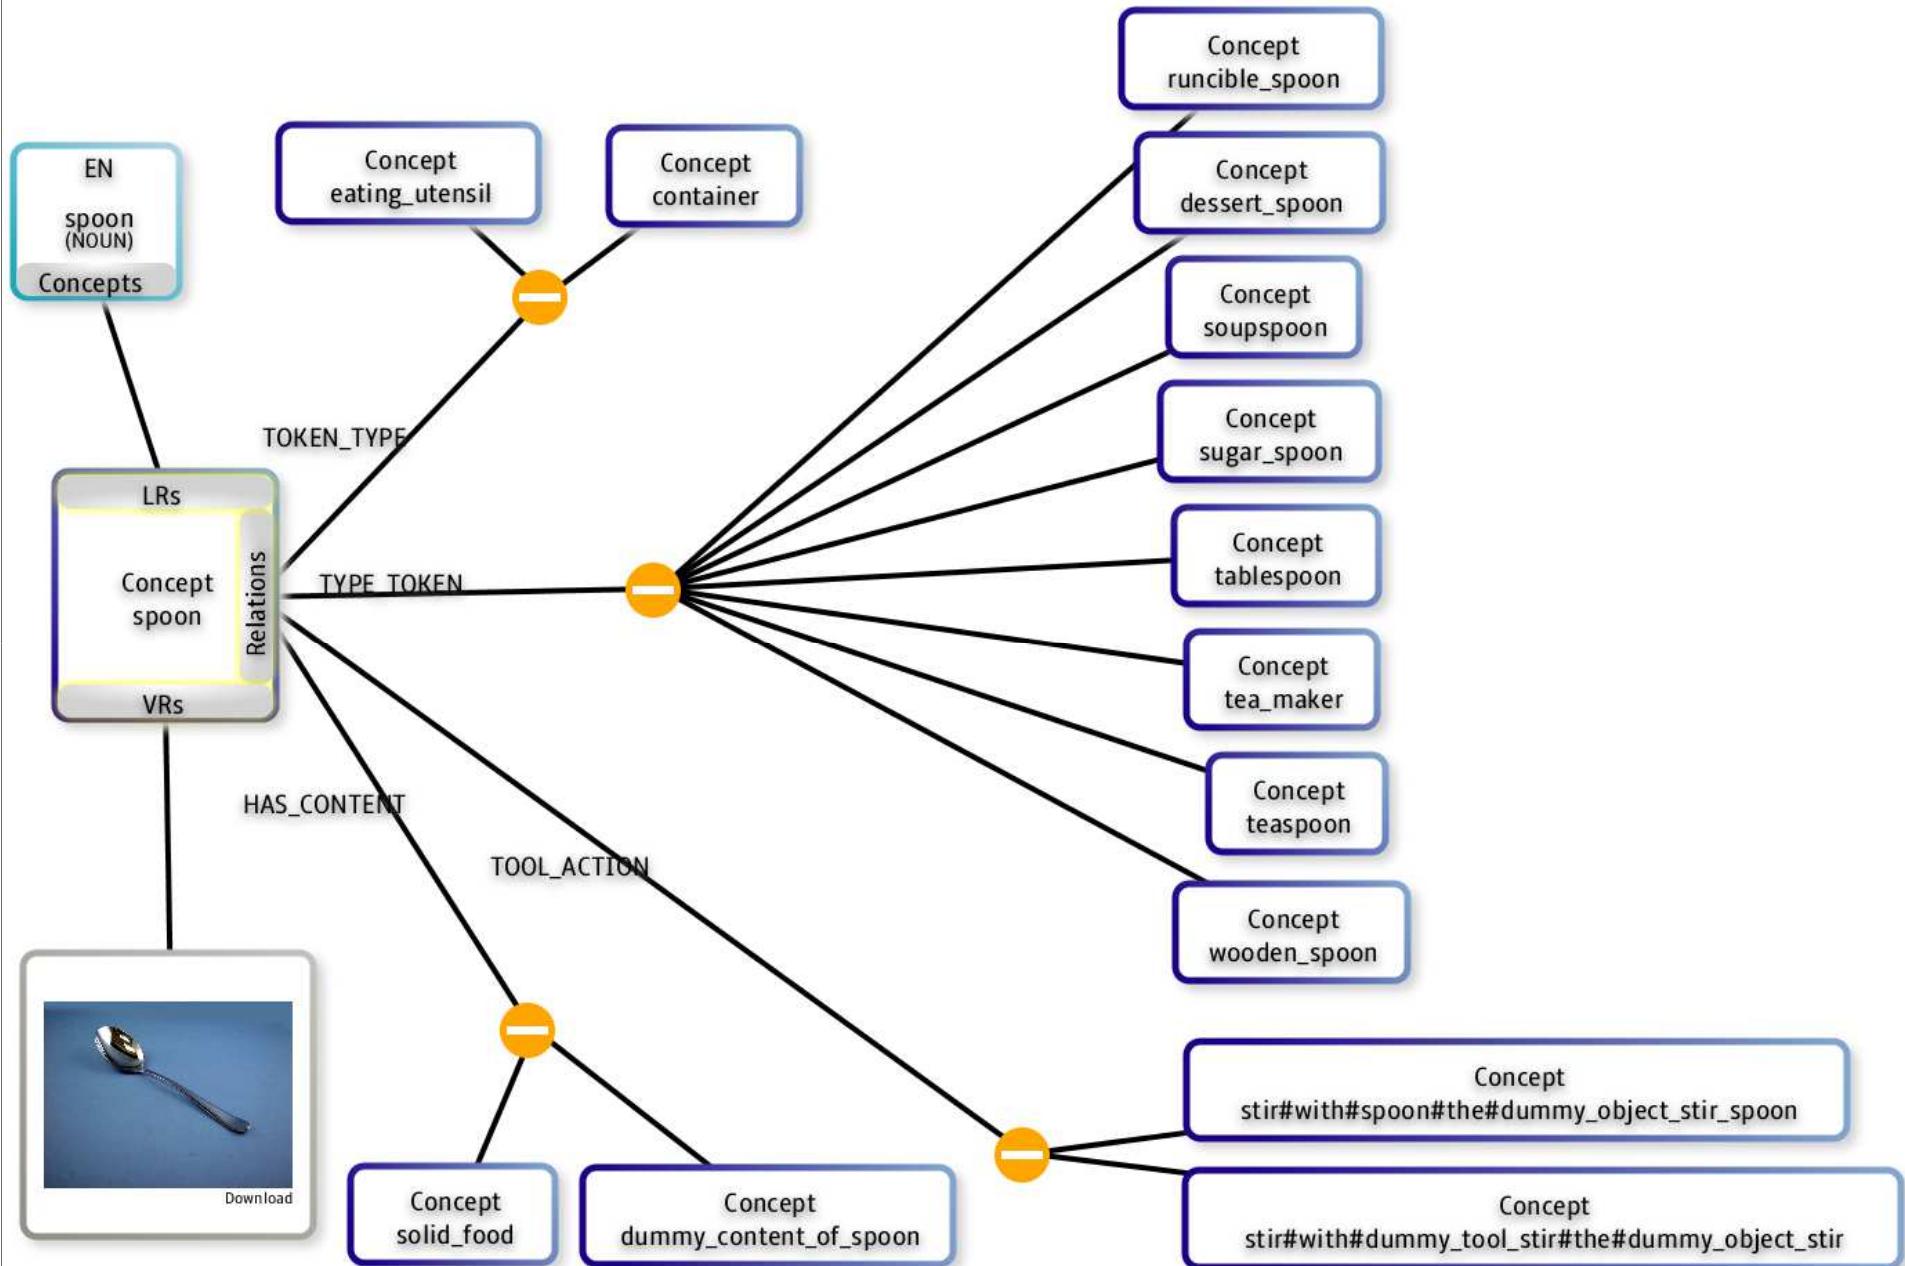 Concept
runcible_spoon
EN
spoon
(NOUN)
Concepts
Concept
eating_utensil
Concept
container
Concept
dessert_spoon
Concept
soupspoon
Concept
sugar_spoon
TOKEN_TYPE
LRs
Concept
spoon
Relations
VRs
TYPE_TOKEN
Concept
tablespoon
Concept
tea_maker
Concept
teaspoon
HAS_CONTENT
TOOL_ACTION
Concept
wooden_spoon
Download
Concept
solid_food
Concept
dummy_content_of_spoon
Concept
stir#with#spoon#the#dummy_object_stir_spoon
Concept
stir#with#dummy_tool_stir#the#dummy_object_stir